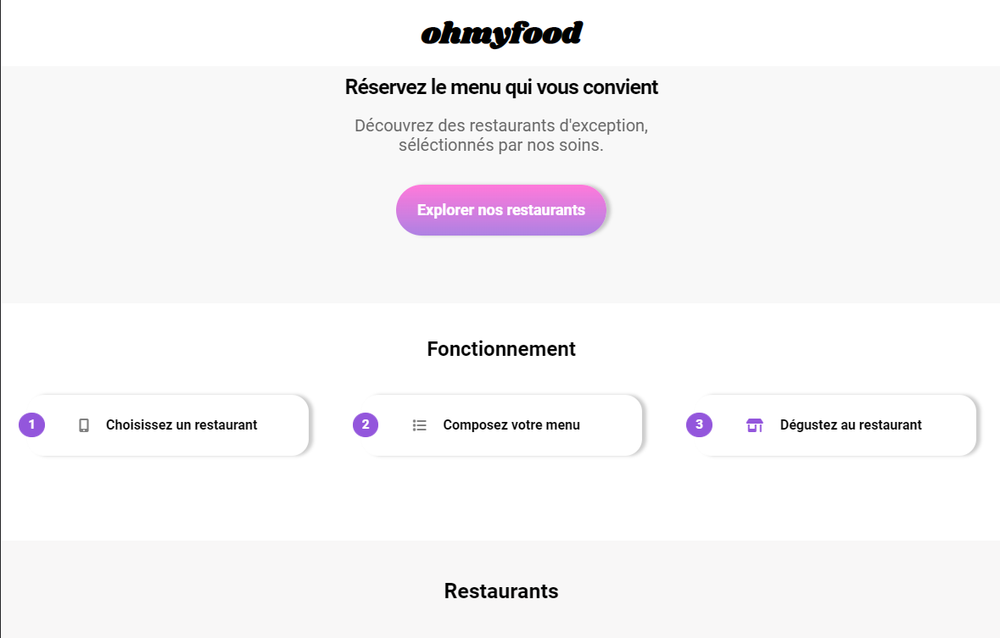 ohmyfood
Réservez le menu qui vous convient
Découvrez des restaurants d'exception,
séléctionnés par nos soins.
Explorer nos restaurants
Fonctionnement
1 Choisissez un restaurant
2 Composez votre menu
3 Dégustez au restaurant
Restaurants